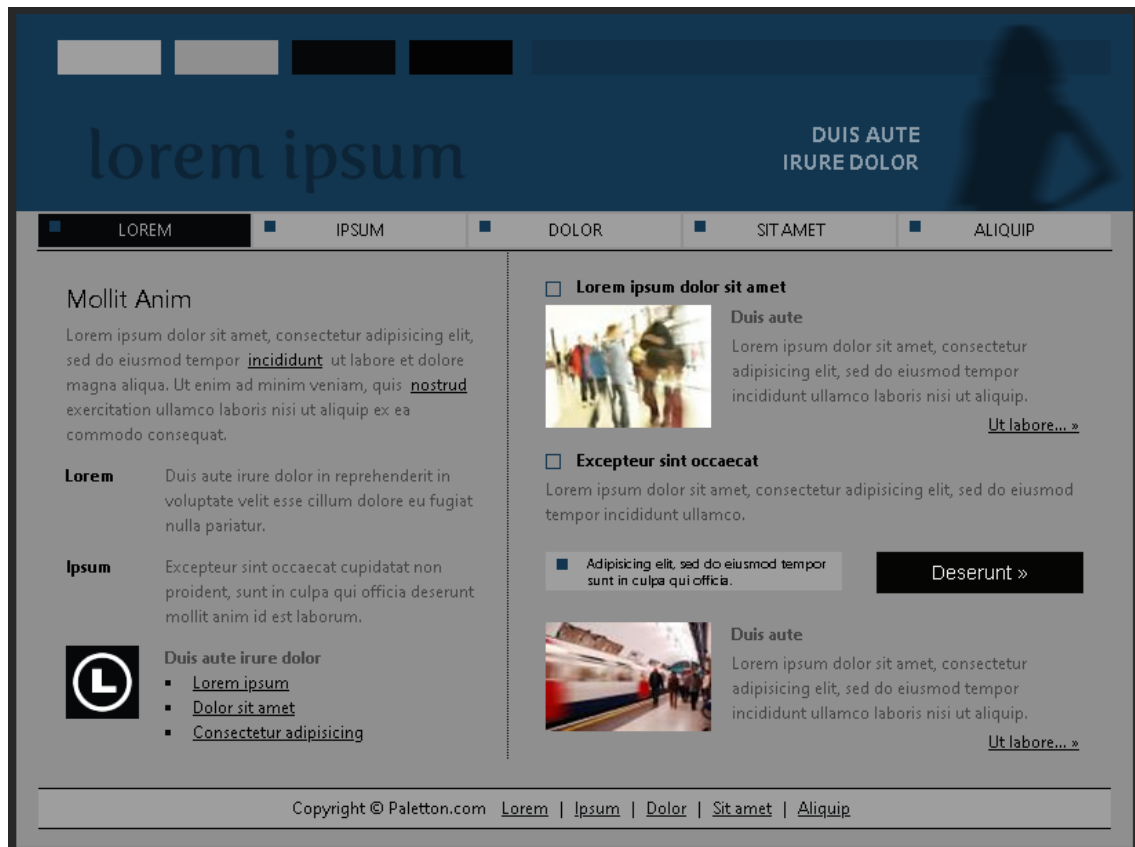 lorem ipsum
DUIS AUTE
IRURE DOLOR
LOREM
IPSUM
DOLOR
SIT AMET
ALIQUIP
Mollit Anim
Lorem ipsum dolor sit amet, consectetur adipisicing elit,
sed do eiusmod tempor incididunt ut labore et dolore
magna aliqua. Ut enim ad minim veniam, quis nostrud
exercitation ullamco laboris nisi ut aliquip ex ea
commodo consequat.
Lorem
Duis aute irure dolor in reprehenderit in
voluptate velit esse cillum dolore eu fugiat
nulla pariatur.
Ipsum
Excepteur sint occaecat cupidatat non
proident, sunt in culpa qui officia deserunt
mollit anim id est laborum.
L
Duis aute irure dolor
Lorem ipsum
Dolor sit amet
Consectetur adipisicing
Lorem ipsum dolor sit amet
Duis aute
Lorem ipsum dolor sit amet, consectetur
adipisicing elit, sed do eiusmod tempor
incididunt ullamco laboris nisi ut aliquip.
Ut labore... »
Excepteur sint occaecat
Lorem ipsum dolor sit amet, consectetur adipisicing elit, sed do eiusmod
tempor incididunt ullamco.
Adipisicing elit, sed do eiusmod tempor
sunt in culpa qui officia.
Deserunt »
Duis aute
Lorem ipsum dolor sit amet, consectetur
adipisicing elit, sed do eiusmod tempor
incididunt ullamco laboris nisi ut aliquip.
Ut labore... »
Copyright © Paletton.com Lorem | Ipsum | Dolor | Sit amet | Aliquip